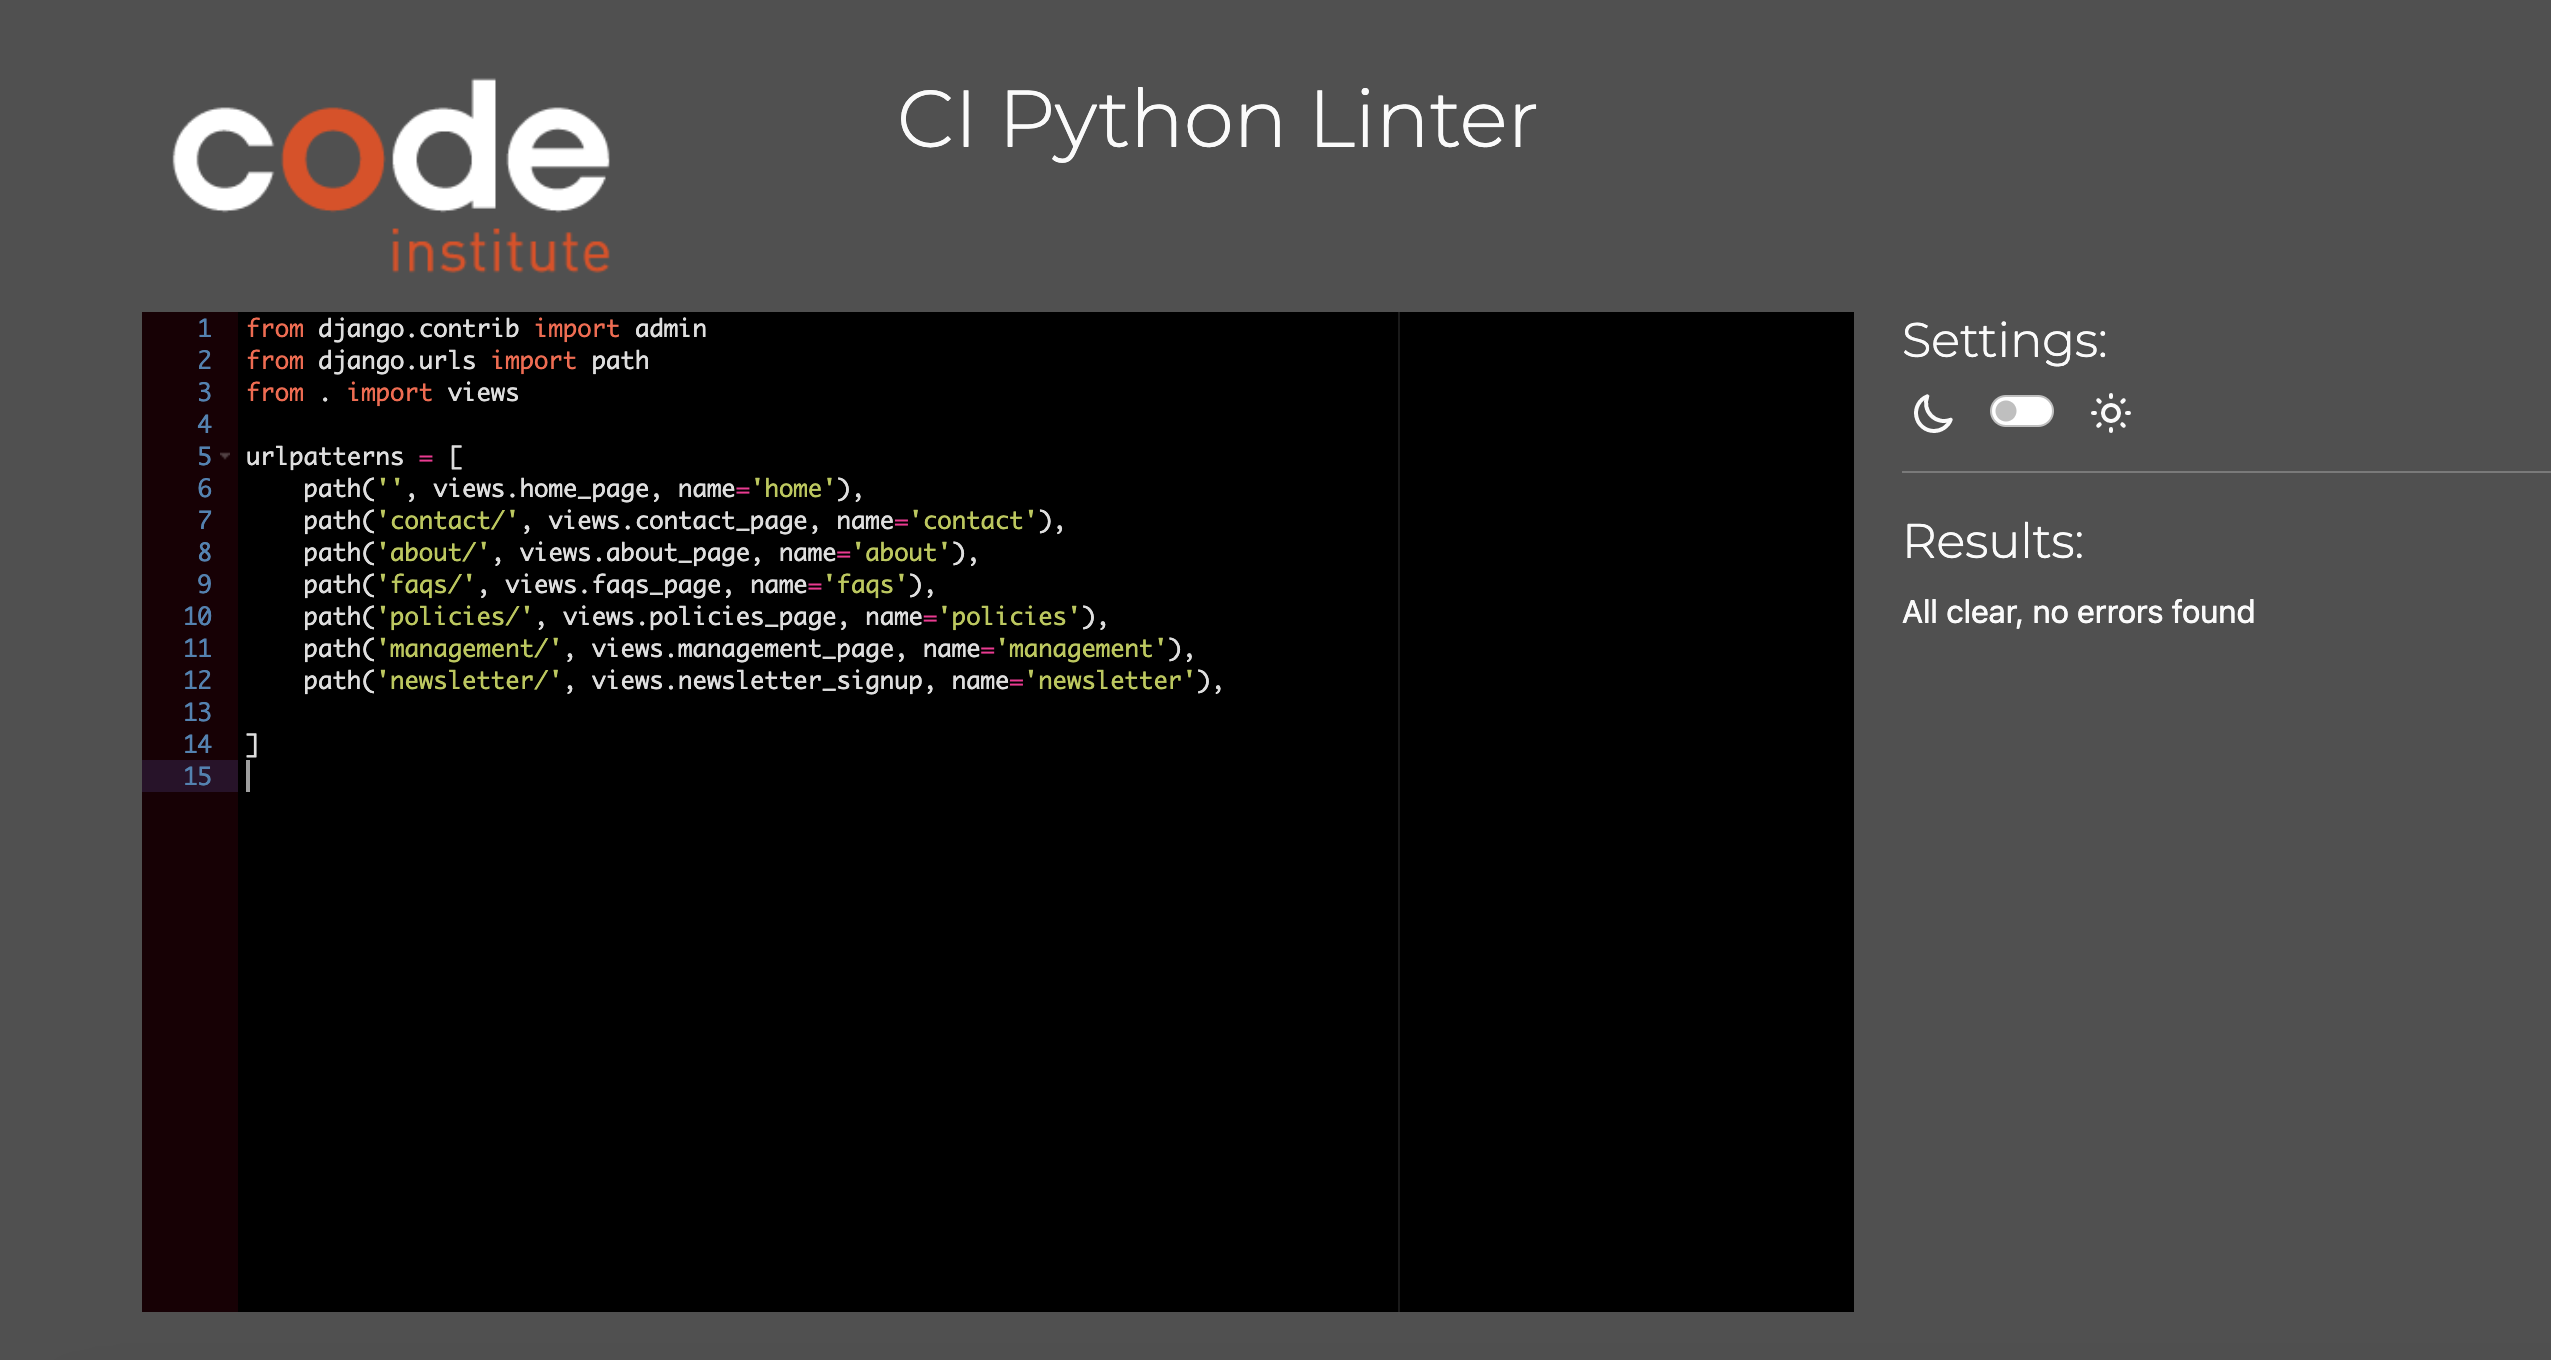 code
institute
CI Python Linter
1 from django.contrib import admin
2 from django.urls import path
3 from . import views
4
5 urlpatterns = [
6     path('', views.home_page, name='home'),
7     path('contact/', views.contact_page, name='contact'),
8     path('about/', views.about_page, name='about'),
9     path('faqs/', views.faqs_page, name='faqs'),
10     path('policies/', views.policies_page, name='policies'),
11     path('management/', views.management_page, name='management'),
12     path('newsletter/', views.newsletter_signup, name='newsletter'),
13
14 ]
15
Settings:
Results:
All clear, no errors found